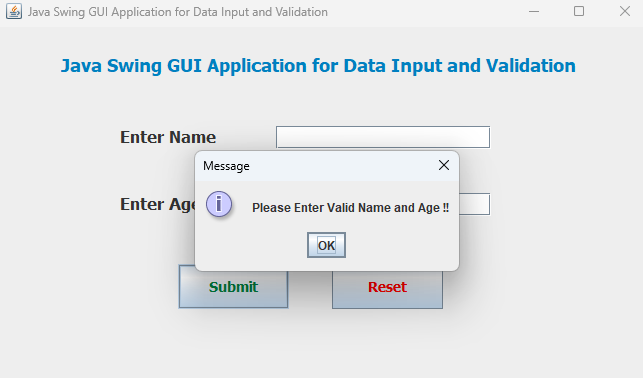 Java Swing GUI Application for Data Input and Validation
Java Swing GUI Application for Data Input and Validation
Enter Name
Message
Enter Age
Please Enter Valid Name and Age !!
OK
Submit
Reset